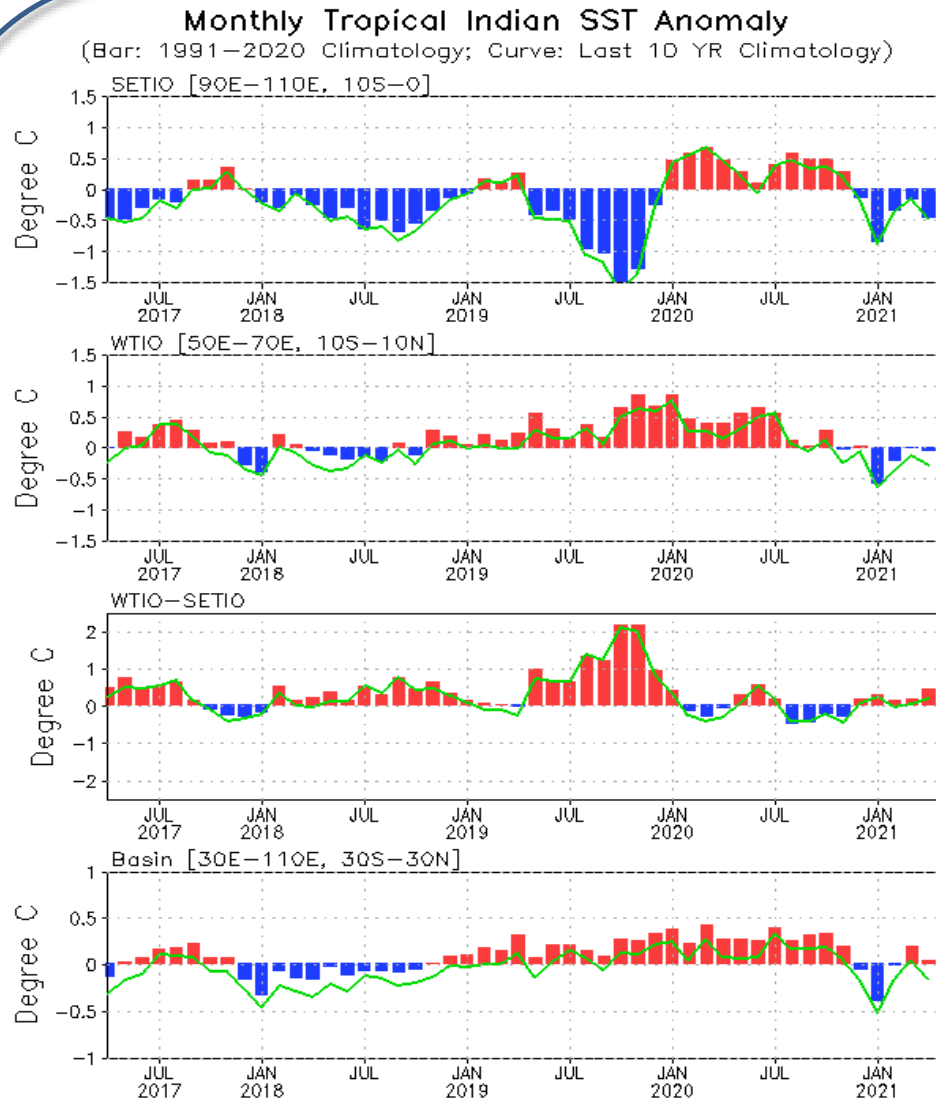 Monthly Tropical Indian SST Anomaly
(Bar: 1991–2020 Climatology; Curve: Last 10 YR Climatology)
SETIO [90E–110E, 10S–0]
Degree C
1.5
1
0.5
0
−0.5
−1
−1.5
JUL JAN JUL JAN JUL JAN JUL JAN
2017 2018 2019 2020 2021
WTIO [50E–70E, 10S–10N]
Degree C
1.5
1
0.5
0
−0.5
−1
−1.5
JUL JAN JUL JAN JUL JAN JUL JAN
2017 2018 2019 2020 2021
WTIO–SETIO
Degree C
2
1
0
−1
−2
JUL JAN JUL JAN JUL JAN JUL JAN
2017 2018 2019 2020 2021
Basin [30E–110E, 30S–30N]
Degree C
1
0.5
0
−0.5
−1
JUL JAN JUL JAN JUL JAN JUL JAN
2017 2018 2019 2020 2021